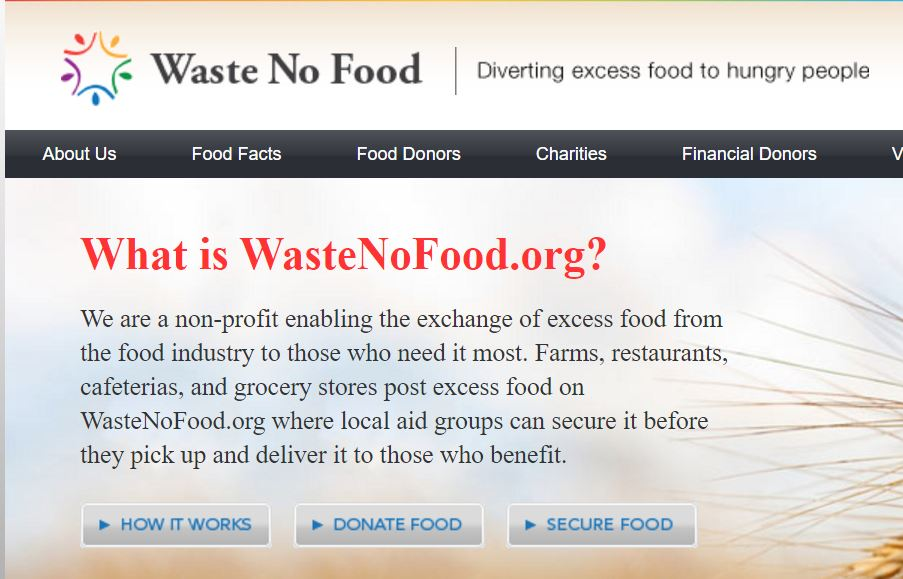 Waste No Food
Diverting excess food to hungry people
About Us
Food Facts
Food Donors
Charities
Financial Donors
V
What is WasteNoFood.org?
We are a non-profit enabling the exchange of excess food from
the food industry to those who need it most. Farms, restaurants,
cafeterias, and grocery stores post excess food on
WasteNoFood.org where local aid groups can secure it before
they pick up and deliver it to those who benefit.
HOW IT WORKS
DONATE FOOD
SECURE FOOD